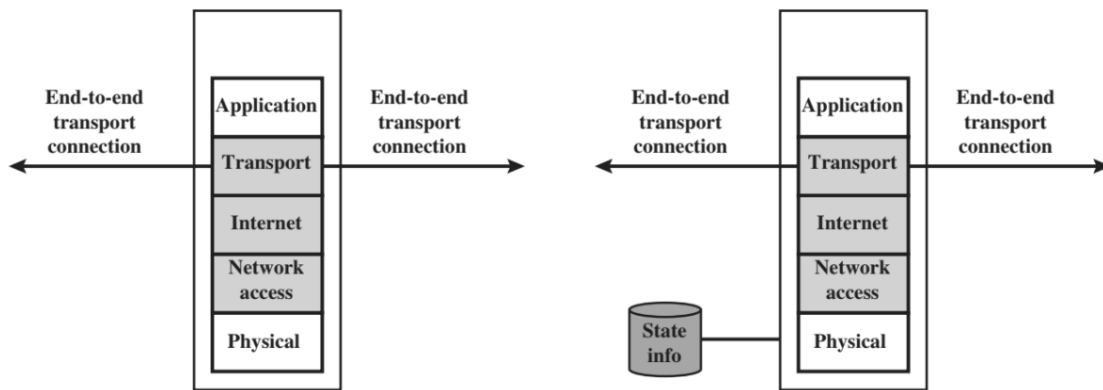 End-to-end
transport
connection
Application
Transport
Internet
Network
access
Physical
End-to-end
transport
connection
End-to-end
transport
connection
State
info
Application
Transport
Internet
Network
access
Physical
End-to-end
transport
connection